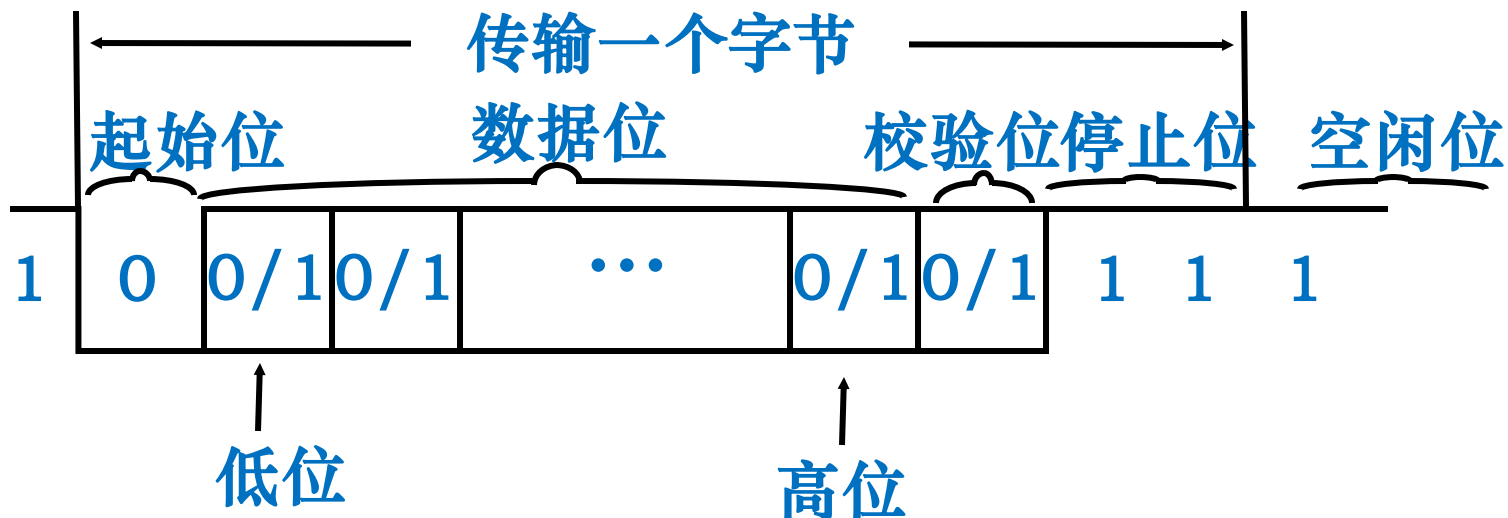 传输一个字节
起始位 数据位 校验位 停止位 空闲位
1 0 0/1 0/1 ··· 0/1 0/1 1 1 1
低位 高位